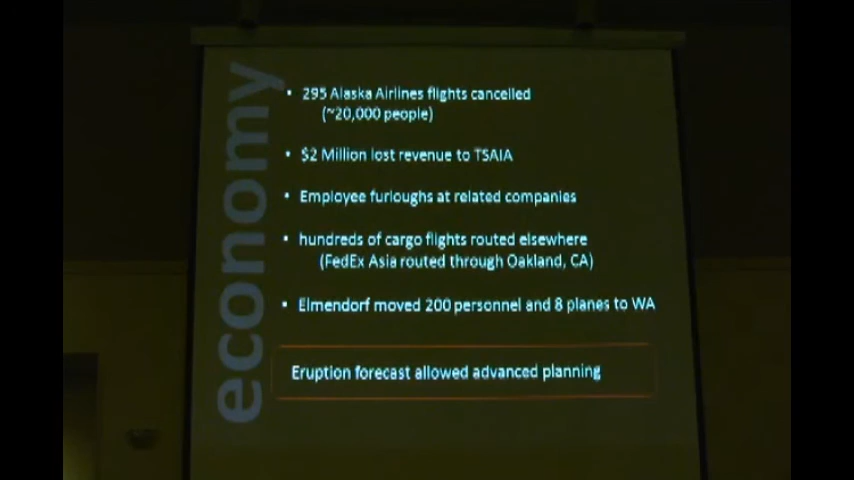 economy
• 295 Alaska Airlines flights cancelled
(~20,000 people)
• $2 Million lost revenue to TSAIA
• Employee furloughs at related companies
• hundreds of cargo flights routed elsewhere
(FedEx Asia routed through Oakland, CA)
• Elmendorf moved 200 personnel and 8 planes to WA
Eruption forecast allowed advanced planning